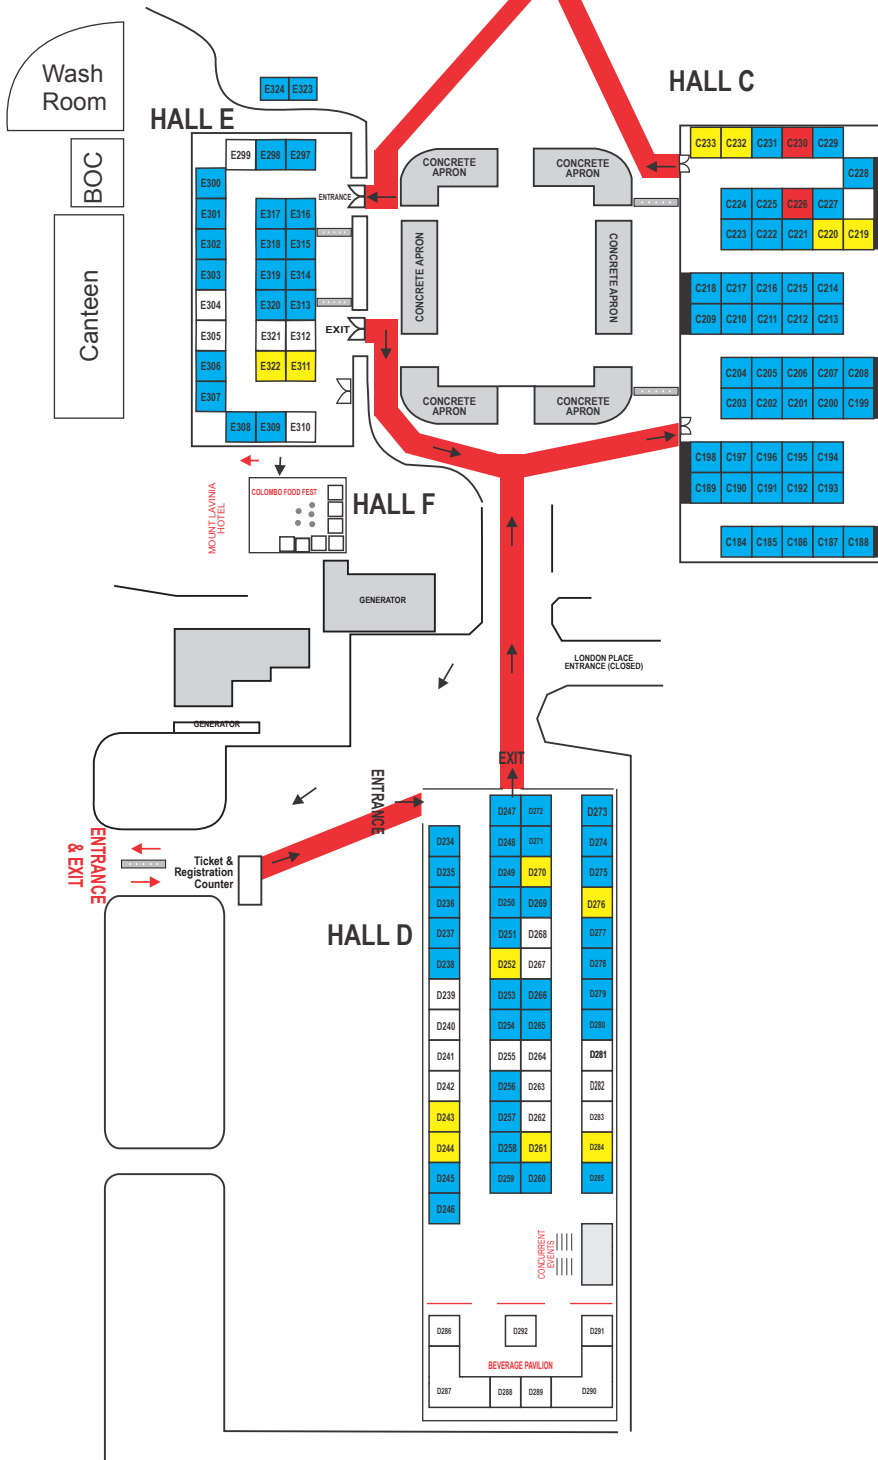 Wash
Room
BOC
Canteen
HALL E
E324 E323
E299 E298 E297
E300
E301
E302
E303
E304
E305
E306
E307
E317 E316
E318 E315
E319 E314
E320 E313
E321 E312
E322 E311
E308 E309 E310
ENTRANCE
EXIT
CONCRETE
APRON
CONCRETE
APRON
CONCRETE APRON
CONCRETE APRON
CONCRETE
APRON
CONCRETE
APRON
HALL C
C233 C232 C231 C230 C229
C228
C224 C225 C226 C227
C223 C222 C221 C220 C219
C218 C217 C216 C215 C214
C209 C210 C211 C212 C213
C204 C205 C206 C207 C208
C203 C202 C201 C200 C199
C198 C197 C196 C195 C194
C189 C190 C191 C192 C193
C184 C185 C186 C187 C188
MOUNT LAVINIA
HOTEL
COLOMBO FOOD FEST
HALL F
GENERATOR
GENERATOR
LONDON PLACE
ENTRANCE (CLOSED)
EXIT
ENTRANCE
ENTRANCE
& EXIT
Ticket &
Registration
Counter
HALL D
D234
D235
D236
D237
D238
D239
D240
D241
D242
D243
D244
D245
D246
D247 D272
D248 D271
D249 D270
D250 D269
D251 D268
D252 D267
D253 D266
D254 D265
D255 D264
D256 D263
D257 D262
D258 D261
D259 D260
D273
D274
D275
D276
D277
D278
D279
D280
D281
D282
D283
D284
D285
CONCURRENT
EVENTS
D286 D292 D291
BEVERAGE PAVILION
D287 D288 D289 D290